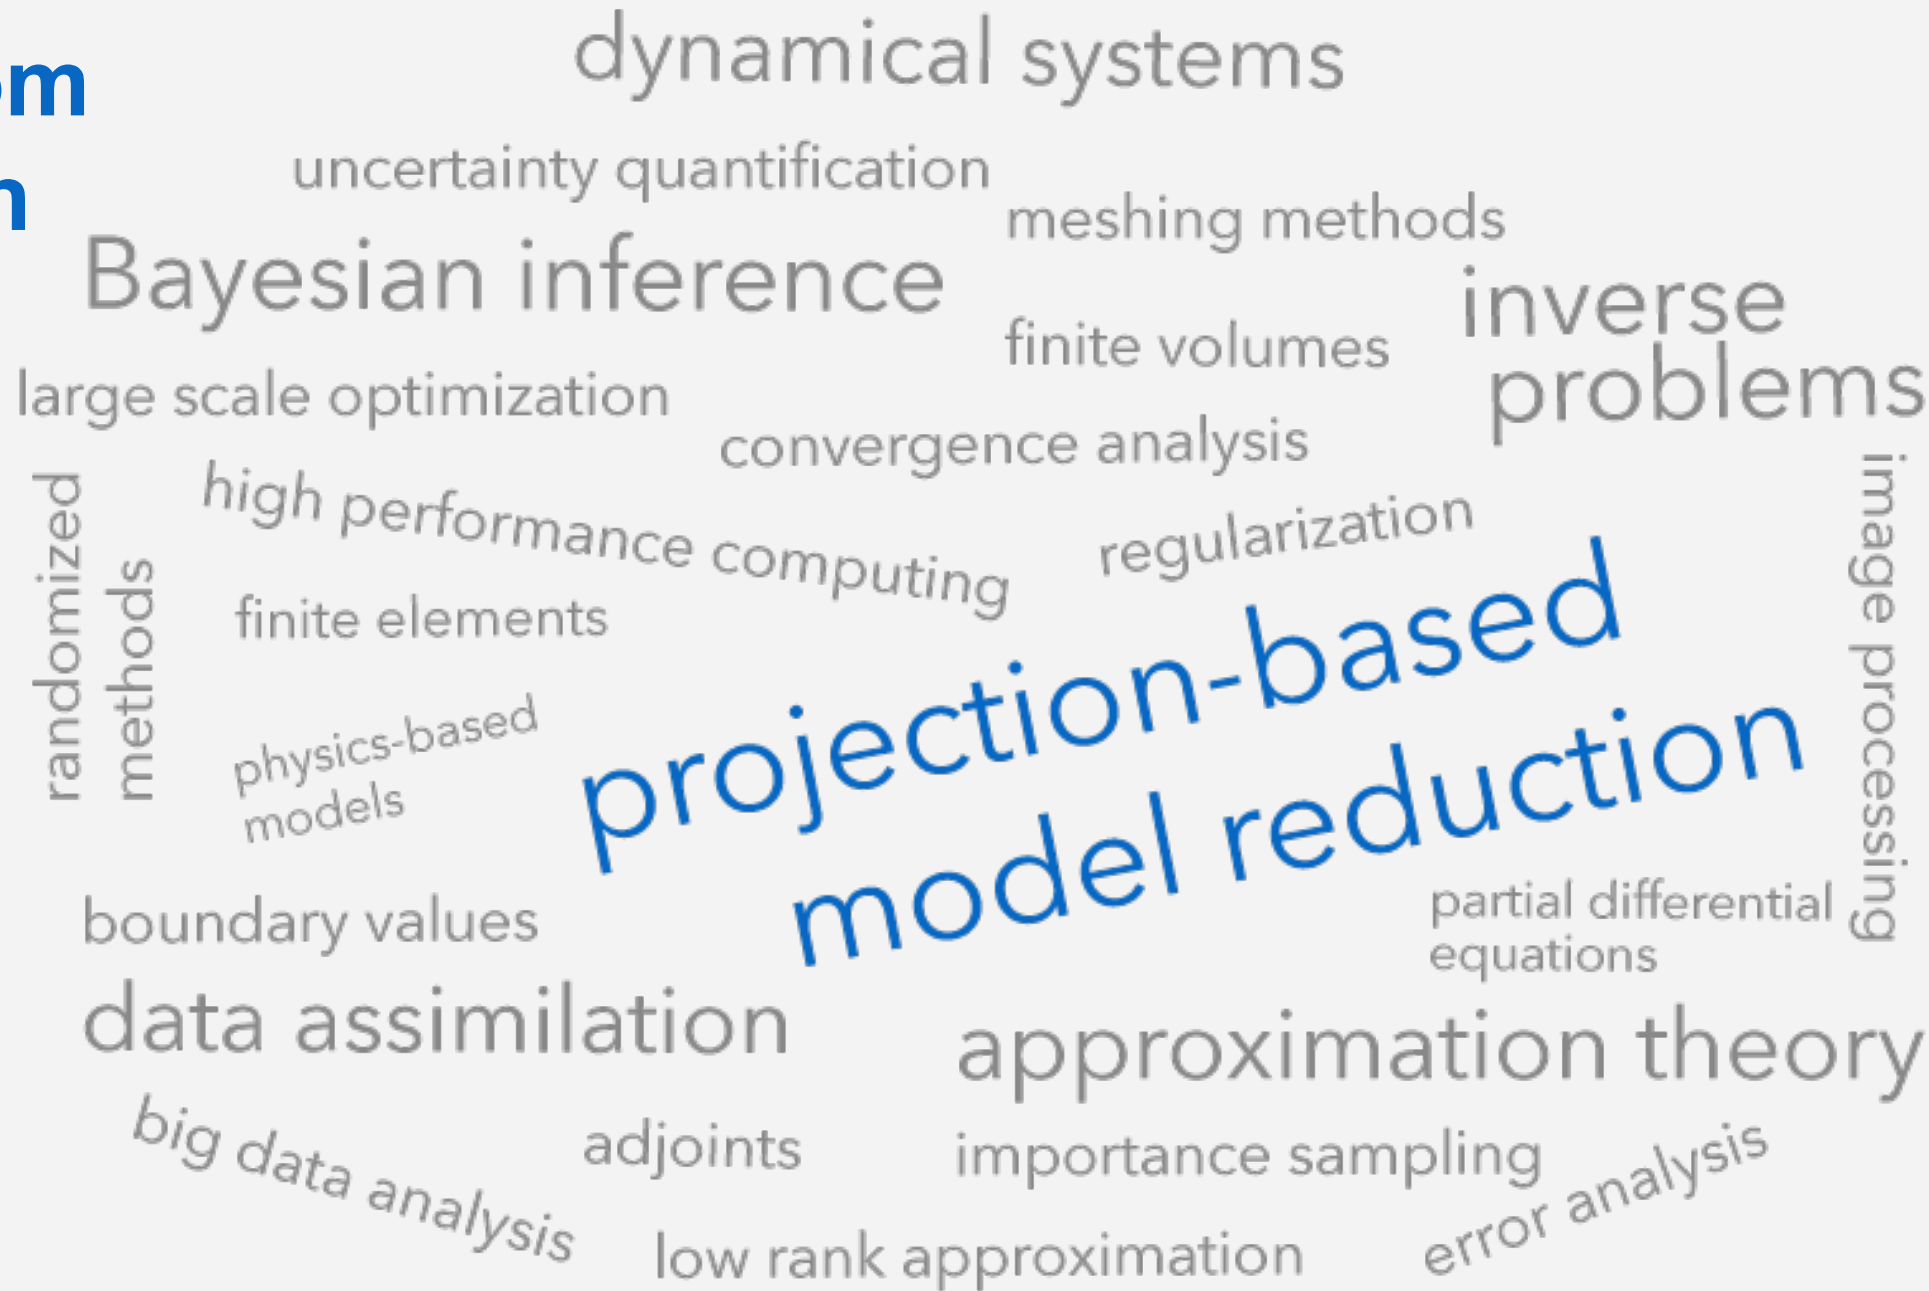 dynamical systems
om
uncertainty quantification
n
meshing methods
Bayesian inference
inverse
problems
finite volumes
large scale optimization
convergence analysis
high performance computing
regularization
randomized
methods
image processing
finite elements
projection-based
model reduction
physics-based
models
boundary values
partial differential
equations
data assimilation
approximation theory
big data analysis
adjoints
importance sampling
error analysis
low rank approximation